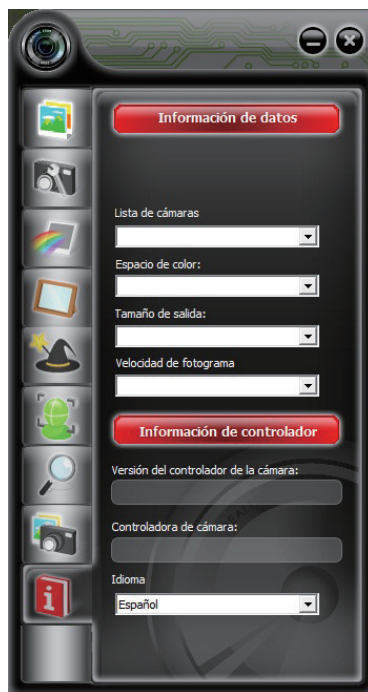 Información de datos
Lista de cámaras
Espacio de color:
Tamaño de salida:
Velocidad de fotograma
Información de controlador
Versión del controlador de la cámara:
Controladora de cámara:
Idioma
Español